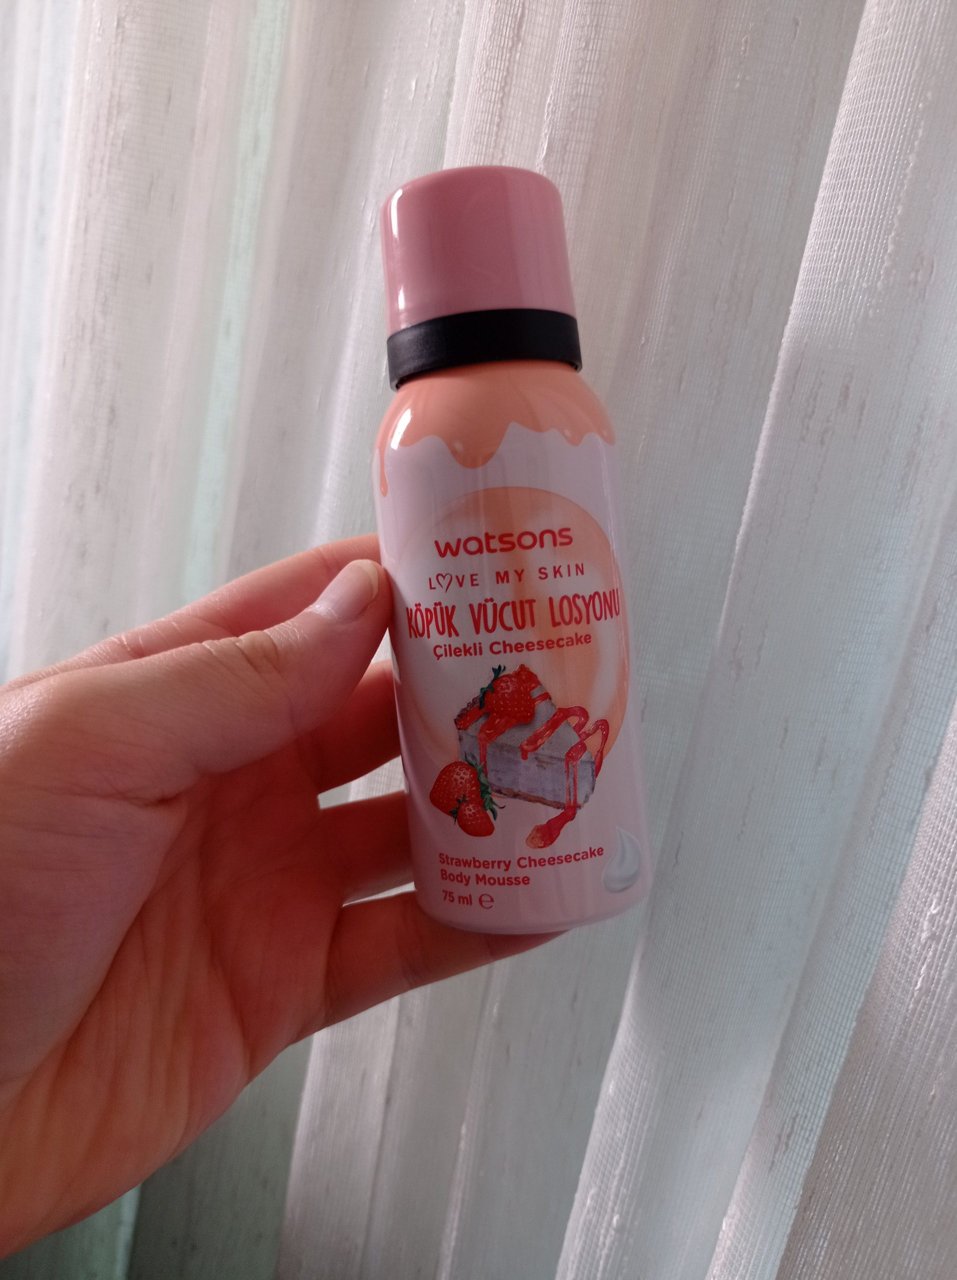 watsons
LOVE MY SKIN
KÖPÜK VÜCUT LOSYONU
Çilekli Cheesecake
Strawberry Cheesecake
Body Mousse
75 ml ℮